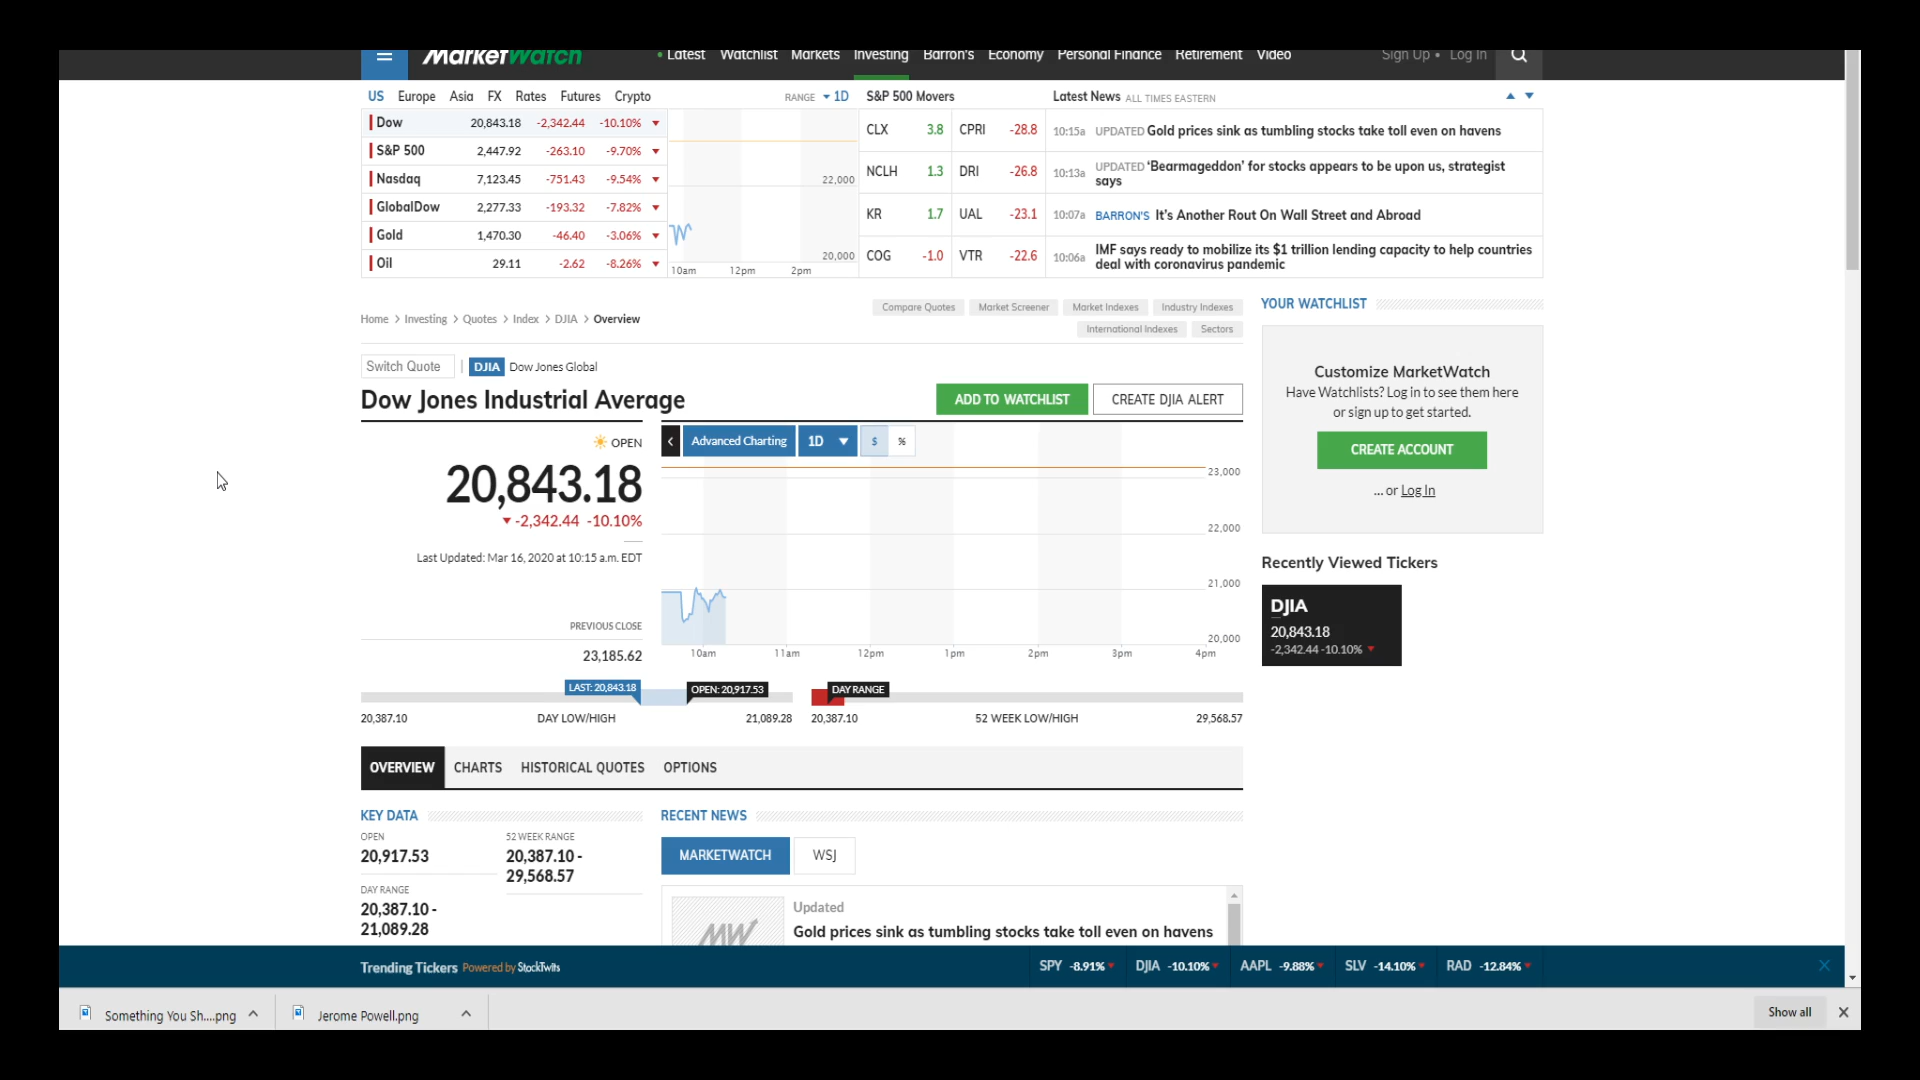 MarketWatch
• Latest Watchlist Markets Investing Barron's Economy Personal Finance Retirement Video
Sign Up • Log In
US Europe Asia FX Rates Futures Crypto
RANGE 1D
Dow 20,843.18 -2,342.44 -10.10%
S&P 500 2,447.92 -263.10 -9.70%
Nasdaq 7,123.45 -751.43 -9.54%
GlobalDow 2,277.33 -193.32 -7.82%
Gold 1,470.30 -46.40 -3.06%
Oil 29.11 -2.62 -8.26%
22,000
20,000
10am 12pm 2pm
S&P 500 Movers
CLX 3.8 CPRI -28.8
NCLH 1.3 DRI -26.8
KR 1.7 UAL -23.1
COG -1.0 VTR -22.6
Latest News ALL TIMES EASTERN
10:15a UPDATED Gold prices sink as tumbling stocks take toll even on havens
10:13a UPDATED 'Bearmageddon' for stocks appears to be upon us, strategist
says
10:07a BARRON'S It's Another Rout On Wall Street and Abroad
10:06a IMF says ready to mobilize its $1 trillion lending capacity to help countries
deal with coronavirus pandemic
Home > Investing > Quotes > Index > DJIA > Overview
Compare Quotes Market Screener Market Indexes Industry Indexes
International Indexes Sectors
Switch Quote | DJIA Dow Jones Global
Dow Jones Industrial Average
ADD TO WATCHLIST CREATE DJIA ALERT
OPEN
20,843.18
-2,342.44 -10.10%
Last Updated: Mar 16, 2020 at 10:15 a.m. EDT
PREVIOUS CLOSE
23,185.62
Advanced Charting 1D $ %
23,000
22,000
21,000
20,000
10am 11am 12pm 1pm 2pm 3pm 4pm
LAST: 20,843.18 OPEN: 20,917.53
20,387.10 DAY LOW/HIGH 21,089.28
DAY RANGE
20,387.10 52 WEEK LOW/HIGH 29,568.57
YOUR WATCHLIST
Customize MarketWatch
Have Watchlists? Log in to see them here
or sign up to get started.
CREATE ACCOUNT
... or Log In
Recently Viewed Tickers
DJIA
20,843.18
-2,342.44 -10.10%
OVERVIEW CHARTS HISTORICAL QUOTES OPTIONS
KEY DATA
OPEN
20,917.53
52 WEEK RANGE
20,387.10 -
29,568.57
DAY RANGE
20,387.10 -
21,089.28
RECENT NEWS
MARKETWATCH WSJ
MW
Updated
Gold prices sink as tumbling stocks take toll even on havens
Trending Tickers Powered by StockTwits
SPY -8.91% DJIA -10.10% AAPL -9.88% SLV -14.10% RAD -12.84%
Something You Sh....png
Jerome Powell.png
Show all